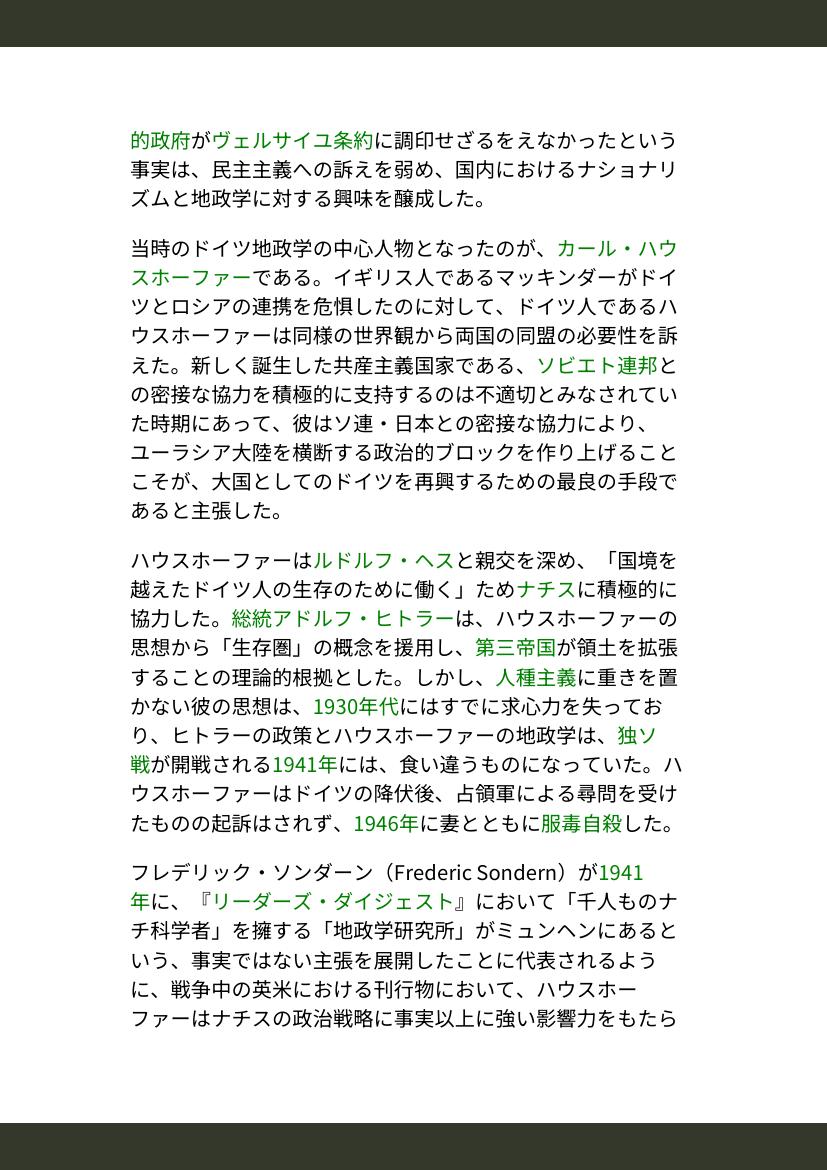 的政府がヴェルサイユ条約に調印せざるをえなかったという
事実は、民主主義への訴えを弱め、国内におけるナショナリ
ズムと地政学に対する興味を醸成した。
当時のドイツ地政学の中心人物となったのが、カール・ハウ
スホーファーである。イギリス人であるマッキンダーがドイ
ツとロシアの連携を危惧したのに対して、ドイツ人であるハ
ウスホーファーは同様の世界観から両国の同盟の必要性を訴
えた。新しく誕生した共産主義国家である、ソビエト連邦と
の密接な協力を積極的に支持するのは不適切とみなされてい
た時期にあって、彼はソ連・日本との密接な協力により、
ユーラシア大陸を横断する政治的ブロックを作り上げること
こそが、大国としてのドイツを再興するための最良の手段で
あると主張した。
ハウスホーファーはルドルフ・ヘスと親交を深め、「国境を
越えたドイツ人の生存のために働く」ためナチスに積極的に
協力した。総統アドルフ・ヒトラーは、ハウスホーファーの
思想から「生存圏」の概念を援用し、第三帝国が領土を拡張
することの理論的根拠とした。しかし、人種主義に重きを置
かない彼の思想は、1930年代にはすでに求心力を失ってお
り、ヒトラーの政策とハウスホーファーの地政学は、独ソ
戦が開戦される1941年には、食い違うものになっていた。ハ
ウスホーファーはドイツの降伏後、占領軍による尋問を受け
たものの起訴はされず、1946年に妻とともに服毒自殺した。
フレデリック・ソンダーン（Frederic Sondern）が1941
年に、『リーダーズ・ダイジェスト』において「千人ものナ
チ科学者」を擁する「地政学研究所」がミュンヘンにあると
いう、事実ではない主張を展開したことに代表されるよう
に、戦争中の英米における刊行物において、ハウスホー
ファーはナチスの政治戦略に事実以上に強い影響力をもたら